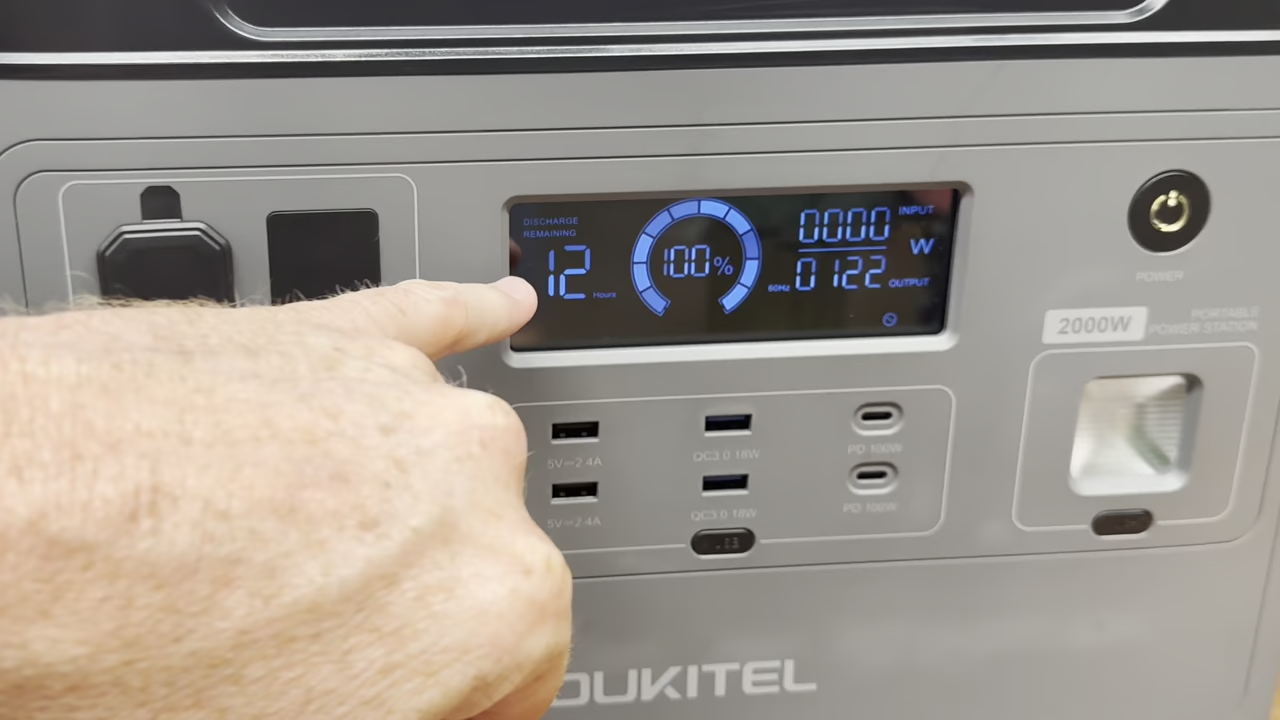 DISCHARGE
REMAINING
12 Hours
100%
0000 INPUT
W
60Hz 0122 OUTPUT
POWER
2000W
PORTABLE
POWER STATION
5V⎓2.4A
QC3.0 18W
PD 100W
5V⎓2.4A
QC3.0 18W
PD 100W
OUKITEL